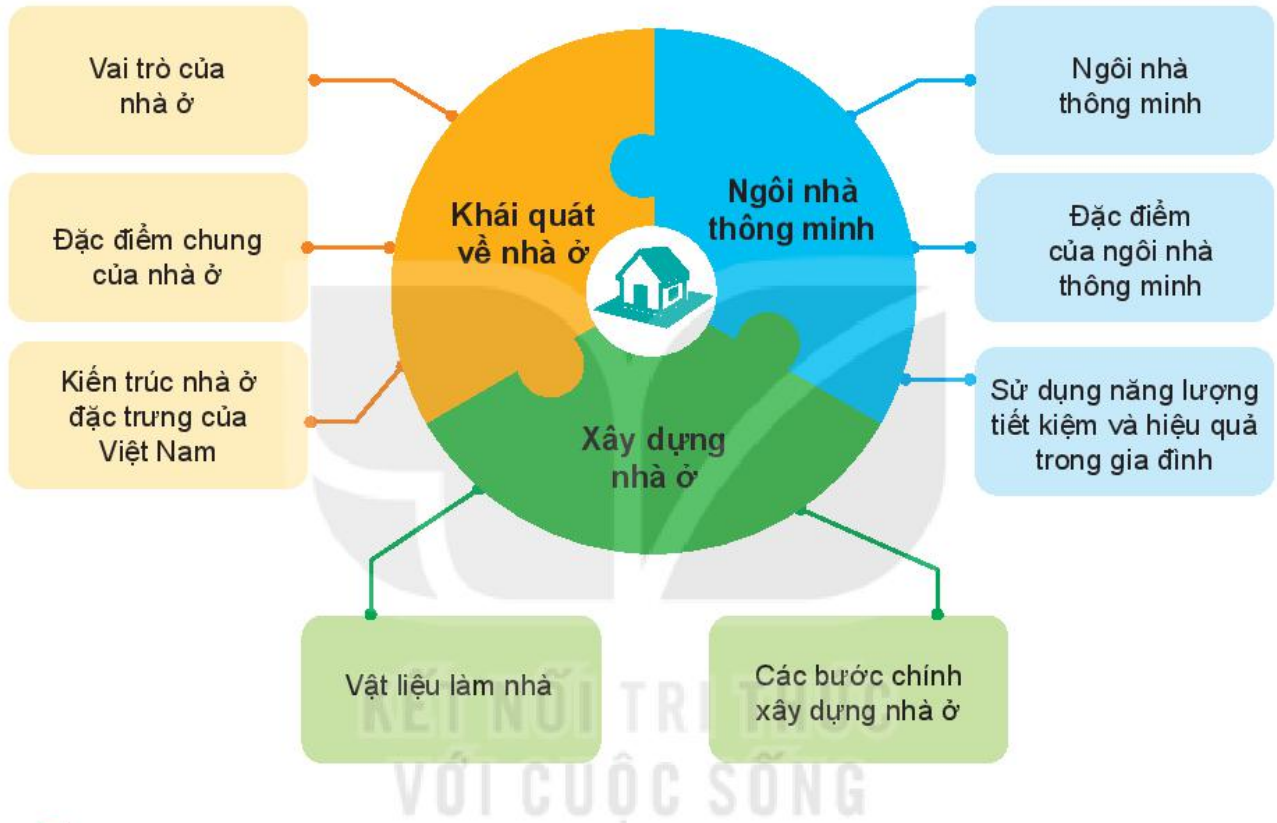 Vai trò của
nhà ở
Đặc điểm chung
của nhà ở
Kiến trúc nhà ở
đặc trưng của
Việt Nam
Khái quát
về nhà ở
Ngôi nhà
thông minh
Xây dựng
nhà ở
Ngôi nhà
thông minh
Đặc điểm
của ngôi nhà
thông minh
Sử dụng năng lượng
tiết kiệm và hiệu quả
trong gia đình
Vật liệu làm nhà
Các bước chính
xây dựng nhà ở
KẾT NỐI TRI THỨC
VỚI CUỘC SỐNG